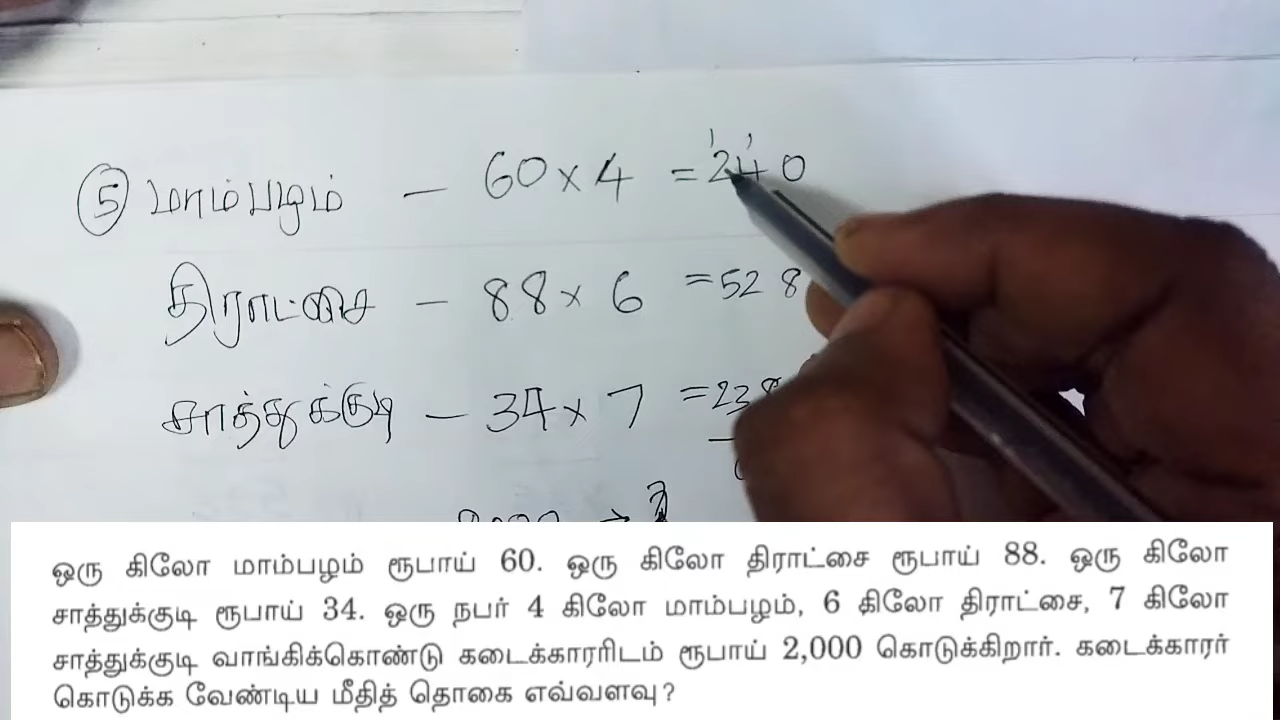 5 மாம்பழம் – 60 × 4 = 240
திராட்சை – 88 × 6 = 528
சாத்துக்குடி – 34 × 7 = 238
ஒரு கிலோ மாம்பழம் ரூபாய் 60. ஒரு கிலோ திராட்சை ரூபாய் 88. ஒரு கிலோ
சாத்துக்குடி ரூபாய் 34. ஒரு நபர் 4 கிலோ மாம்பழம், 6 கிலோ திராட்சை, 7 கிலோ
சாத்துக்குடி வாங்கிக்கொண்டு கடைக்காரரிடம் ரூபாய் 2,000 கொடுக்கிறார். கடைக்காரர்
கொடுக்க வேண்டிய மீதித் தொகை எவ்வளவு?